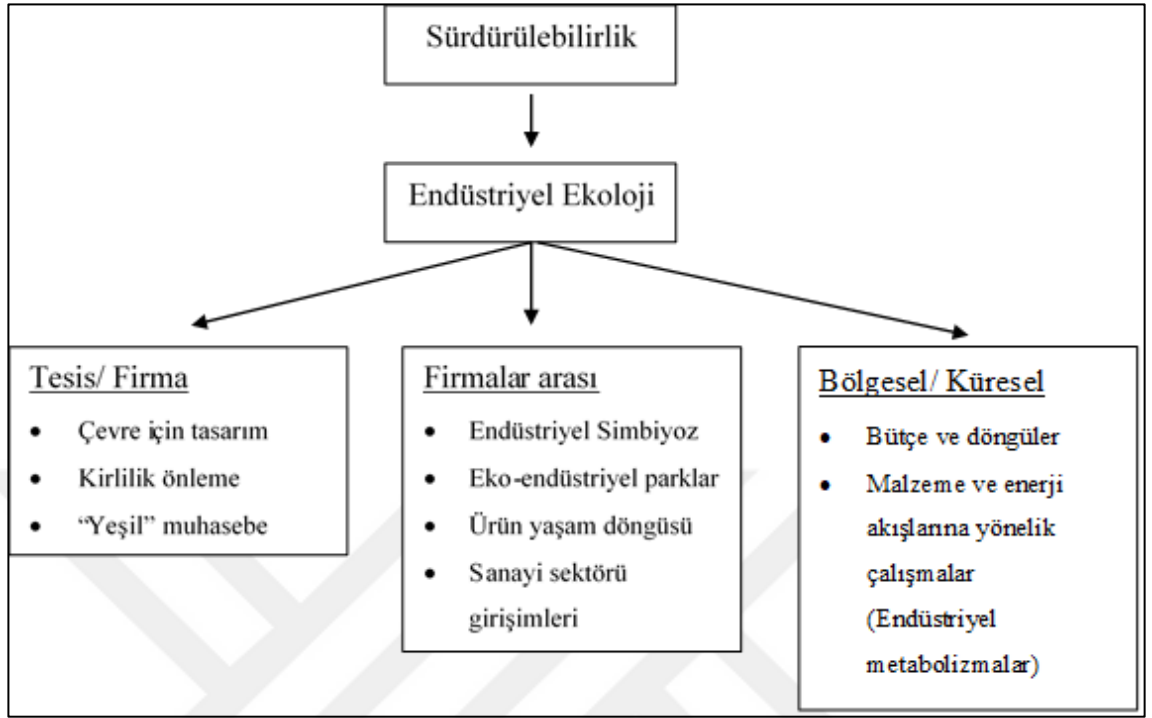 Sürdürülebilirlik
Endüstriyel Ekoloji
Tesis/ Firma
• Çevre için tasarım
• Kirlilik önleme
• “Yeşil” muhasebe
Firmalar arası
• Endüstriyel Simbiyoz
• Eko-endüstriyel parklar
• Ürün yaşam döngüsü
• Sanayi sektörü
girişimleri
Bölgesel/ Küresel
• Bütçe ve döngüler
• Malzeme ve enerji
akışlarına yönelik
çalışmalar
(Endüstriyel
metabolizmalar)